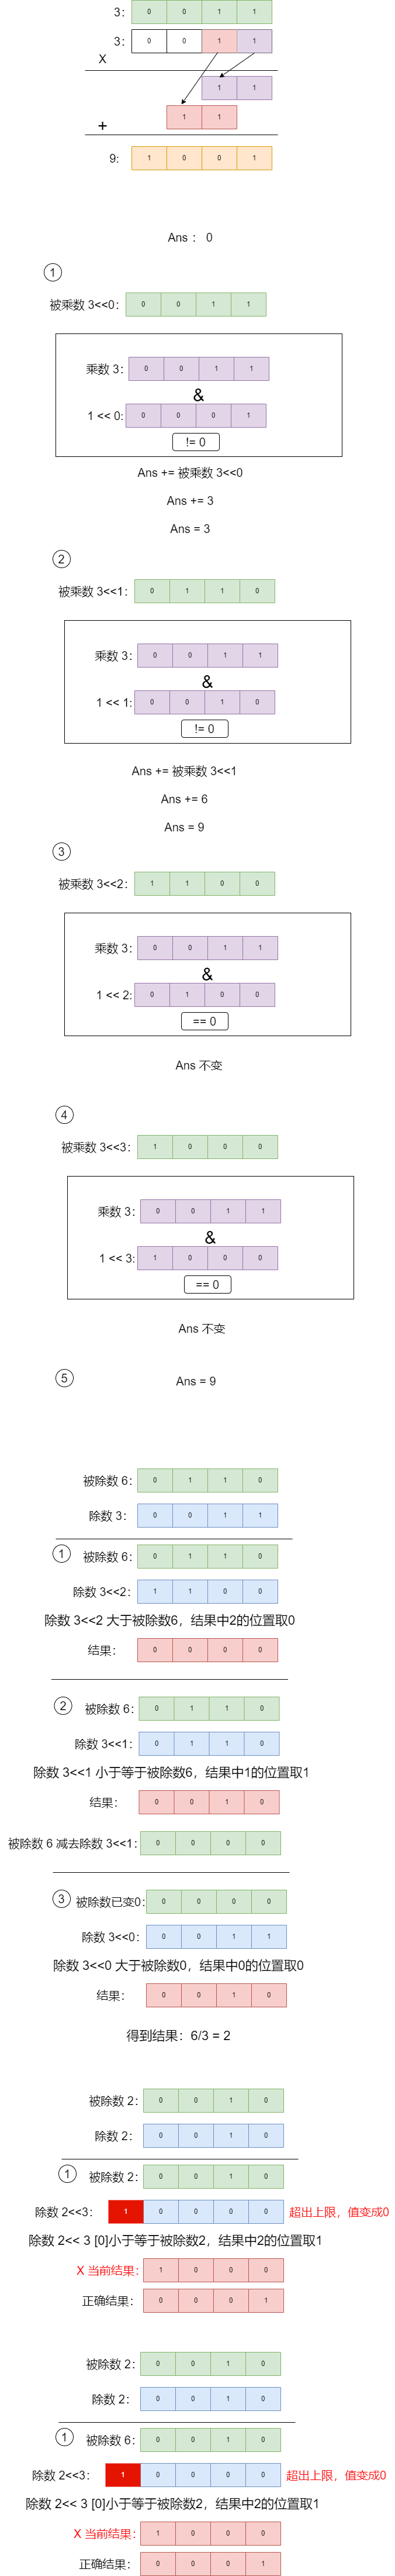 3: 0 0 1 1
3: 0 0 1 1
X
1 1
1 1
+
9: 1 0 0 1
Ans : 0
1
被乘数 3<<0: 0 0 1 1
乘数 3: 0 0 1 1
&
1 << 0: 0 0 0 1
!= 0
Ans += 被乘数 3<<0
Ans += 3
Ans = 3
2
被乘数 3<<1: 0 1 1 0
乘数 3: 0 0 1 1
&
1 << 1: 0 0 1 0
!= 0
Ans += 被乘数 3<<1
Ans += 6
Ans = 9
3
被乘数 3<<2: 1 1 0 0
乘数 3: 0 0 1 1
&
1 << 2: 0 1 0 0
== 0
Ans 不变
4
被乘数 3<<3: 1 0 0 0
乘数 3: 0 0 1 1
&
1 << 3: 1 0 0 0
== 0
Ans 不变
5 Ans = 9
被除数 6: 0 1 1 0
除数 3: 0 0 1 1
1 被除数 6: 0 1 1 0
除数 3<<2: 1 1 0 0
除数 3<<2 大于被除数6，结果中2的位置取0
结果: 0 0 0 0
2 被除数 6: 0 1 1 0
除数 3<<1: 0 1 1 0
除数 3<<1 小于等于被除数6，结果中1的位置取1
结果: 0 0 1 0
被除数 6 减去除数 3<<1: 0 0 0 0
3 被除数已变0: 0 0 0 0
除数 3<<0: 0 0 1 1
除数 3<<0 大于被除数0，结果中0的位置取0
结果: 0 0 1 0
得到结果：6/3 = 2
被除数 2: 0 0 1 0
除数 2: 0 0 1 0
1 被除数 2: 0 0 1 0
除数 2<<3: 1 0 0 0 0 超出上限，值变成0
除数 2<< 3 [0]小于等于被除数2，结果中2的位置取1
X 当前结果: 1 0 0 0
正确结果: 0 0 0 1
被除数 2: 0 0 1 0
除数 2: 0 0 1 0
1 被除数 6: 0 0 1 0
除数 2<<3: 1 0 0 0 0 超出上限，值变成0
除数 2<< 3 [0]小于等于被除数2，结果中2的位置取1
X 当前结果: 1 0 0 0
正确结果: 0 0 0 1